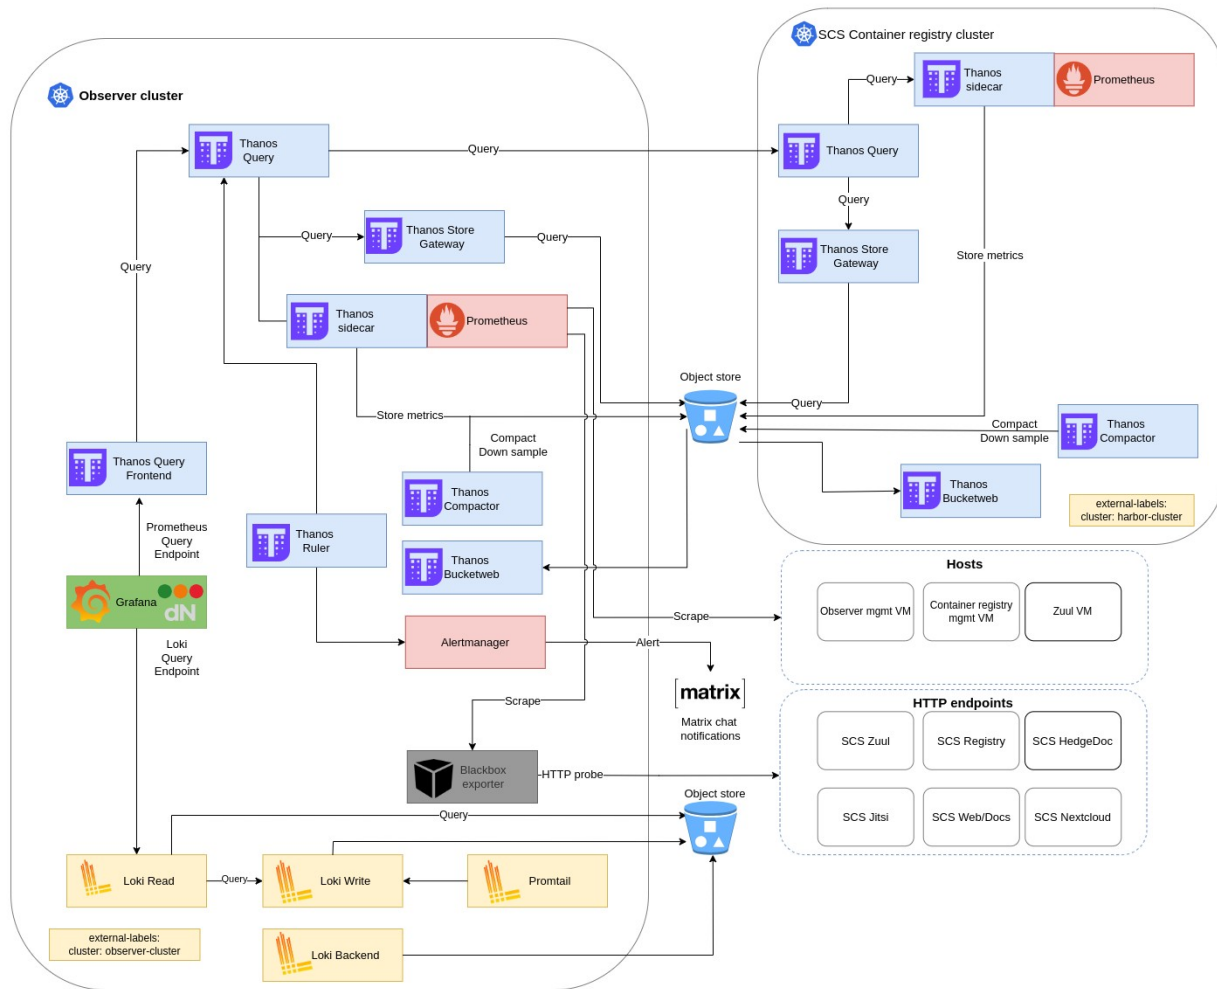 SCS Container registry cluster
Thanos
sidecar
Prometheus
Query
Observer cluster
Thanos
Query
Query
Thanos Query
Query
Thanos Store
Gateway
Query
Query
Thanos Store
Gateway
Store metrics
Query
Thanos
sidecar
Prometheus
Object store
Query
Store metrics
Compact
Down sample
Thanos
Compactor
Compact
Down sample
Thanos Query
Frontend
Thanos
Compactor
Thanos
Bucketweb
external-labels:
cluster: harbor-cluster
Prometheus
Query
Endpoint
Thanos
Ruler
Thanos
Bucketweb
Hosts
Observer mgmt VM
Container registry
mgmt VM
Zuul VM
Grafana
dN
Scrape
Loki
Query
Endpoint
Alertmanager
Alert
[matrix]
Matrix chat
notifications
Scrape
HTTP endpoints
SCS Zuul
SCS Registry
SCS HedgeDoc
Blackbox
exporter
HTTP probe
Object store
SCS Jitsi
SCS Web/Docs
SCS Nextcloud
Query
Loki Read
Query
Loki Write
Promtail
external-labels:
cluster: observer-cluster
Loki Backend